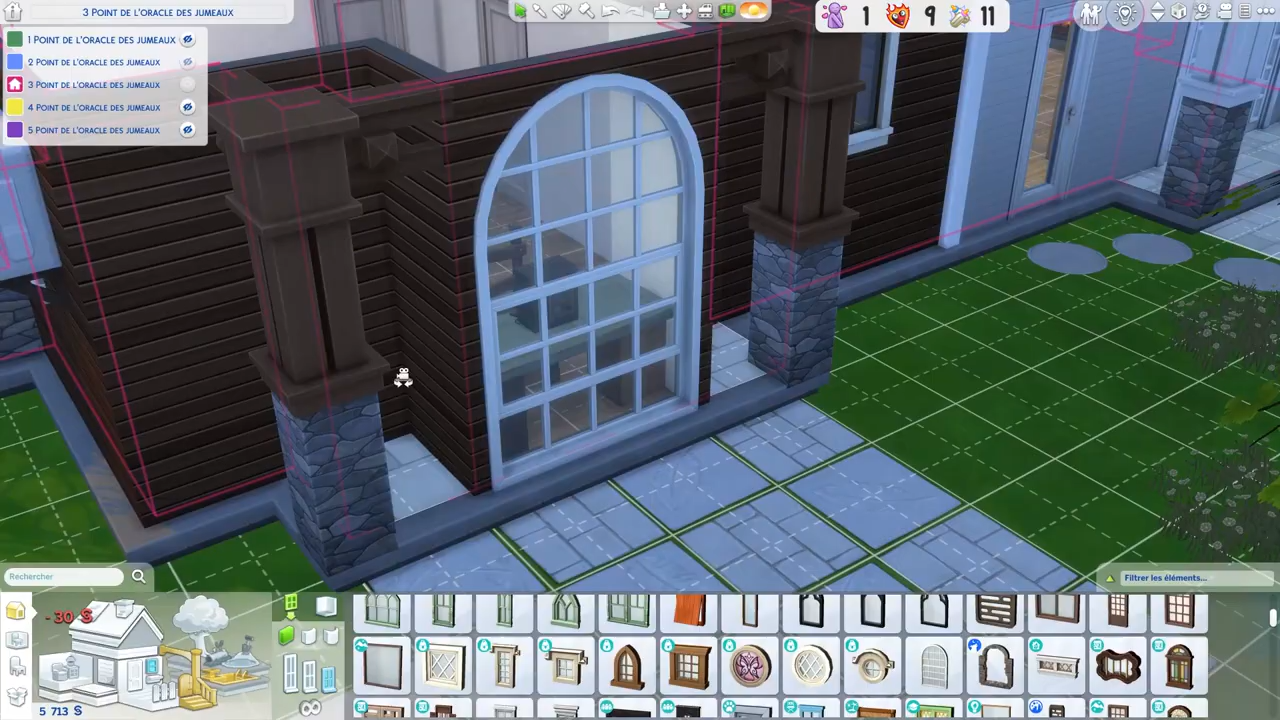 3 POINT DE L'ORACLE DES JUMEAUX
1 9 11
1 POINT DE L'ORACLE DES JUMEAUX
2 POINT DE L'ORACLE DES JUMEAUX
3 POINT DE L'ORACLE DES JUMEAUX
4 POINT DE L'ORACLE DES JUMEAUX
5 POINT DE L'ORACLE DES JUMEAUX
Rechercher
Filtrer les éléments...
-30 §
5 713 §